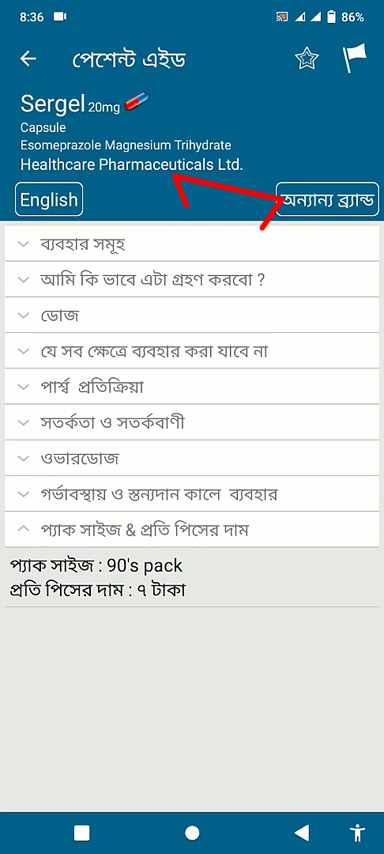 8:36
86%
পেশেন্ট এইড
Sergel 20mg
Capsule
Esomeprazole Magnesium Trihydrate
Healthcare Pharmaceuticals Ltd.
English
অন্যান্য ব্র্যান্ড
ব্যবহার সমূহ
আমি কি ভাবে এটা গ্রহণ করবো ?
ডোজ
যে সব ক্ষেত্রে ব্যবহার করা যাবে না
পার্শ্ব প্রতিক্রিয়া
সতর্কতা ও সতর্কবাণী
ওভারডোজ
গর্ভাবস্থায় ও স্তন্যদান কালে ব্যবহার
প্যাক সাইজ & প্রতি পিসের দাম
প্যাক সাইজ : 90's pack
প্রতি পিসের দাম : ৭ টাকা